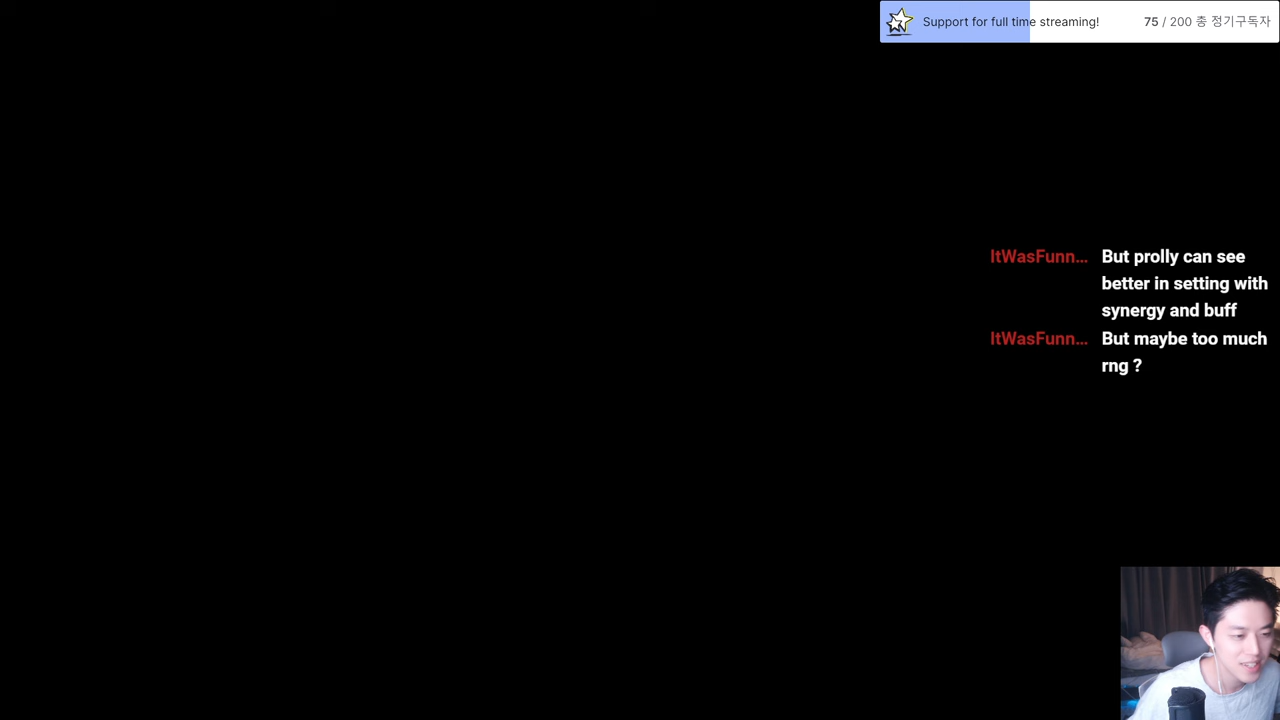 Support for full time streaming! 75 / 200 총 정기구독자
ItWasFunn... But prolly can see
better in setting with
synergy and buff
ItWasFunn... But maybe too much
rng ?